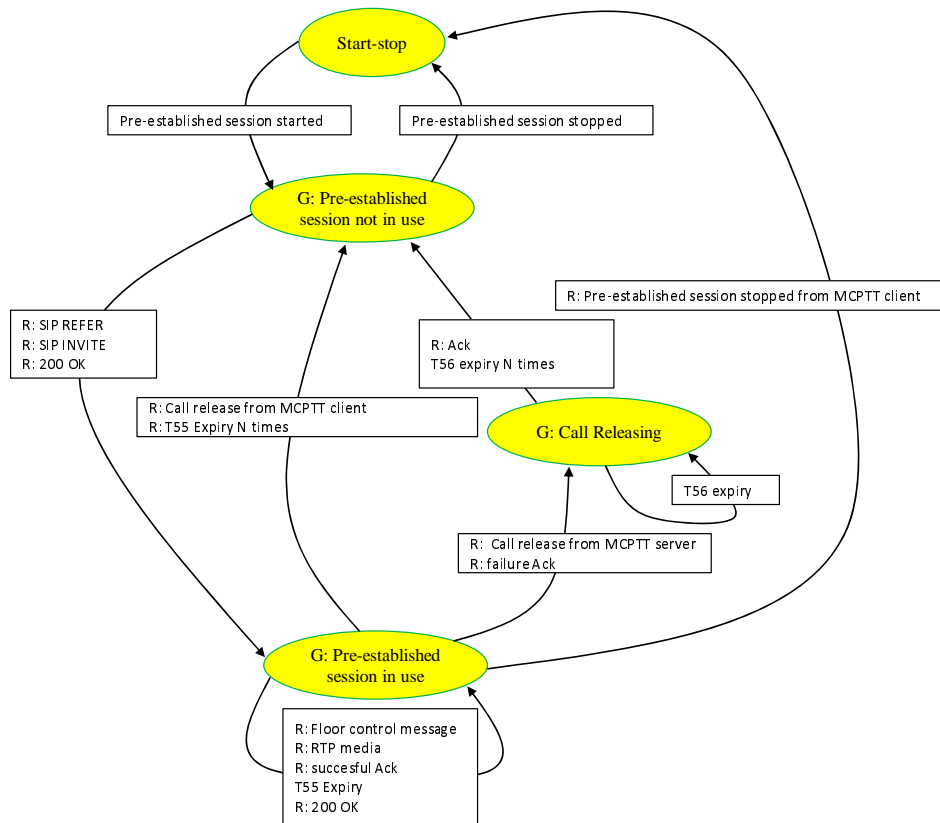 Start-stop
Pre-established session started
Pre-established session stopped
G: Pre-established
session not in use
R: Pre-established session stopped from MCPTT client
R: SIP REFER
R: SIP INVITE
R: 200 OK
R: Ack
T56 expiry N times
R: Call release from MCPTT client
R: T55 Expiry N times
G: Call Releasing
T56 expiry
R: Call release from MCPTT server
R: failure Ack
G: Pre-established
session in use
R: Floor control message
R: RTP media
R: succesful Ack
T55 Expiry
R: 200 OK